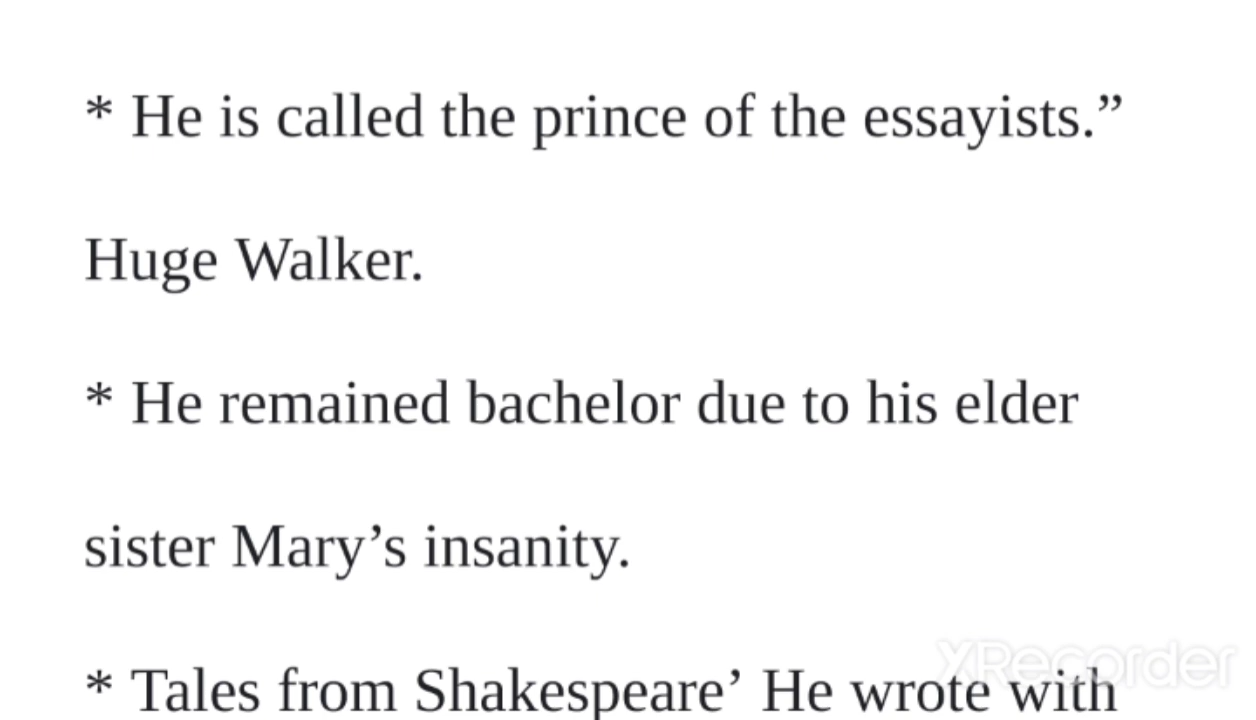 * He is called the prince of the essayists.”
Huge Walker.
* He remained bachelor due to his elder
sister Mary’s insanity.
* Tales from Shakespeare’ He wrote with
XRecorder